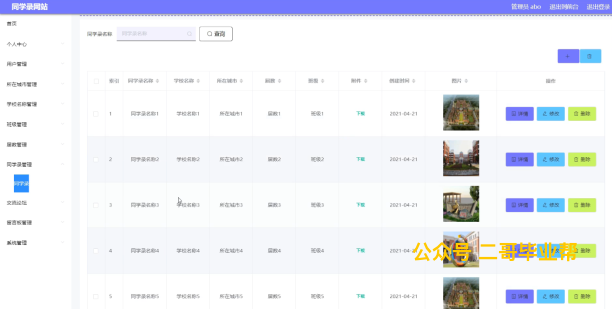 同学录网站 管理员 abo 退出到前台 退出登录
首页
个人中心
用户管理
所在城市管理
学校名称管理
班级管理
届数管理
同学录管理
同学录
交流论坛
留言板管理
系统管理
同学录名称 同学录名称 查询
索引 同学录名称 学校名称 所在城市 届数 班级 附件 创建时间 图片 操作
1 同学录名称1 学校名称1 所在城市1 届数1 班级1 下载 2021-04-21 详情 修改 删除
2 同学录名称2 学校名称2 所在城市2 届数2 班级2 下载 2021-04-21 详情 修改 删除
3 同学录名称3 学校名称3 所在城市3 届数3 班级3 下载 2021-04-21 详情 修改 删除
4 同学录名称4 学校名称4 所在城市4 届数4 班级4 下载 2021-04-21 删除
5 同学录名称5 学校名称5 所在城市5 届数5 班级5 下载 2021-04-21 详情 修改 删除
公众号 二哥毕业帮